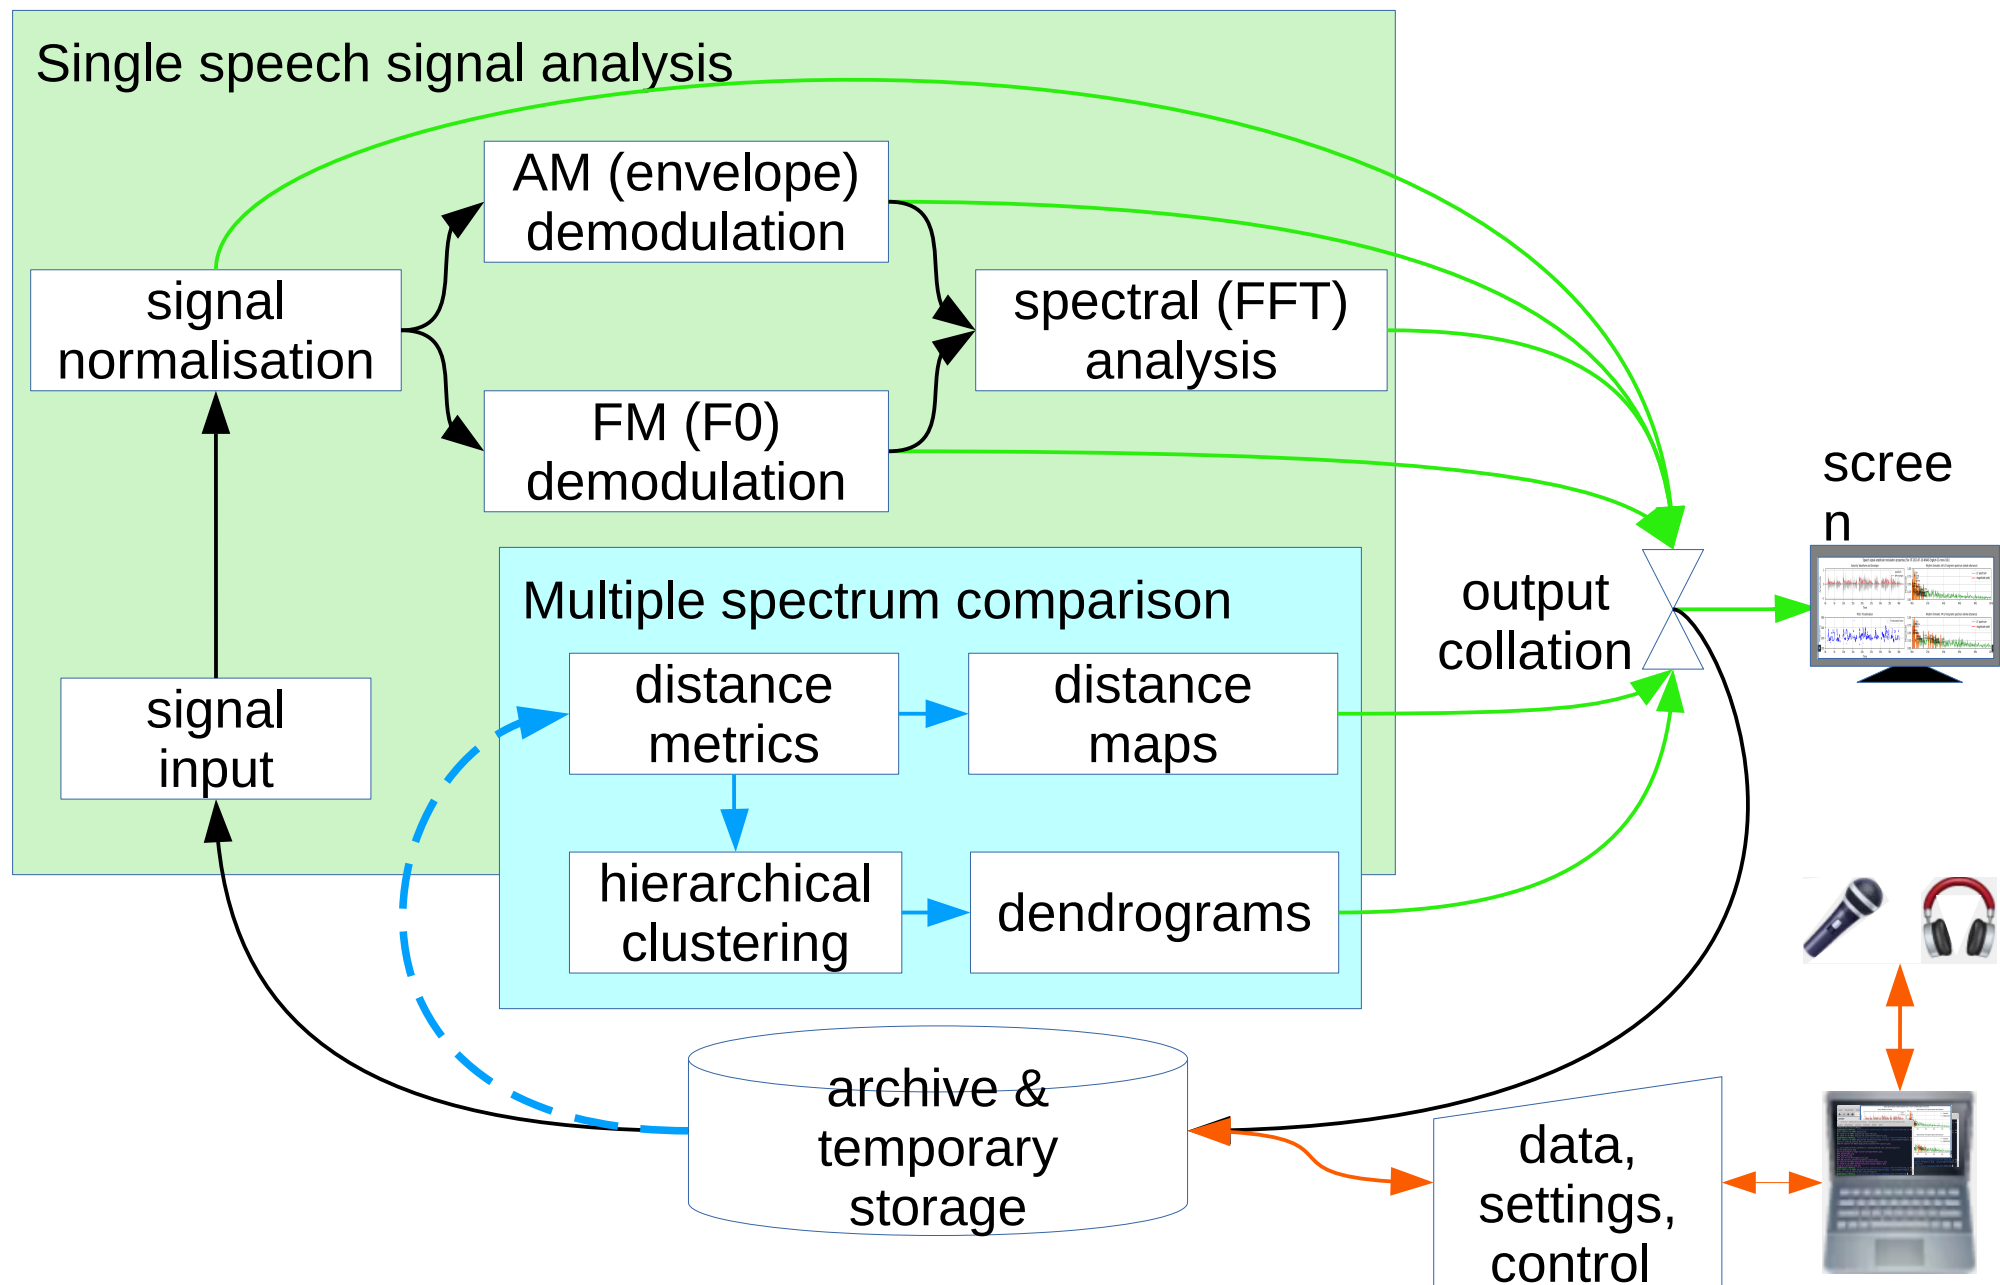 Single speech signal analysis
AM (envelope)
demodulation
signal
normalisation
spectral (FFT)
analysis
FM (F0)
demodulation
scree
n
Multiple spectrum comparison
output
collation
distance
metrics
distance
maps
signal
input
hierarchical
clustering
dendrograms
archive &
temporary
storage
data,
settings,
control